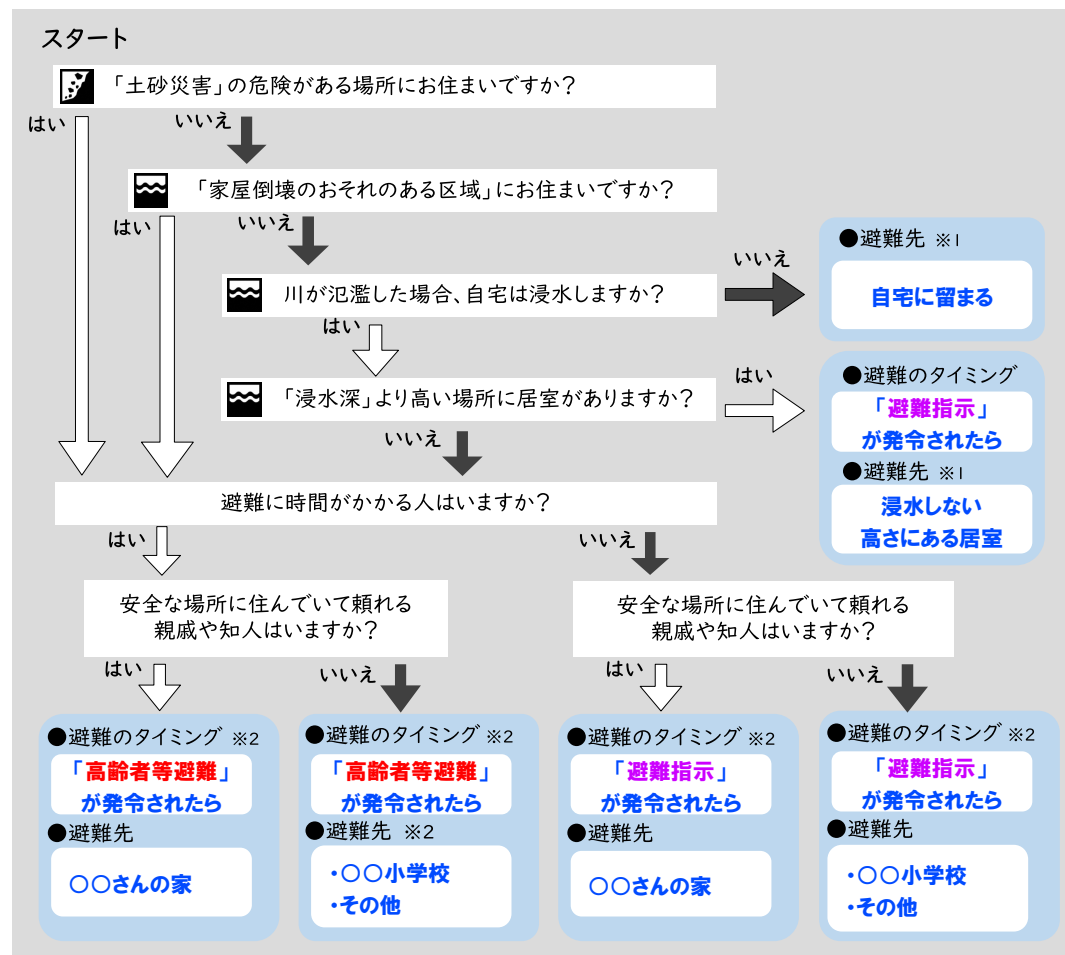 スタート
「土砂災害」の危険がある場所にお住まいですか?
はい
いいえ
「家屋倒壊のおそれのある区域」にお住まいですか?
はい
いいえ
川が氾濫した場合、自宅は浸水しますか?
いいえ
●避難先 ※1
自宅に留まる
はい
「浸水深」より高い場所に居室がありますか?
はい
●避難のタイミング
「避難指示」
が発令されたら
●避難先 ※1
浸水しない
高さにある居室
いいえ
避難に時間がかかる人はいますか?
はい
いいえ
安全な場所に住んでいて頼れる
親戚や知人はいますか?
安全な場所に住んでいて頼れる
親戚や知人はいますか?
はい
いいえ
はい
いいえ
●避難のタイミング ※2
「高齢者等避難」
が発令されたら
●避難先
〇〇さんの家
●避難のタイミング ※2
「高齢者等避難」
が発令されたら
●避難先 ※2
・〇〇小学校
・その他
●避難のタイミング ※2
「避難指示」
が発令されたら
●避難先
〇〇さんの家
●避難のタイミング ※2
「避難指示」
が発令されたら
●避難先
・〇〇小学校
・その他